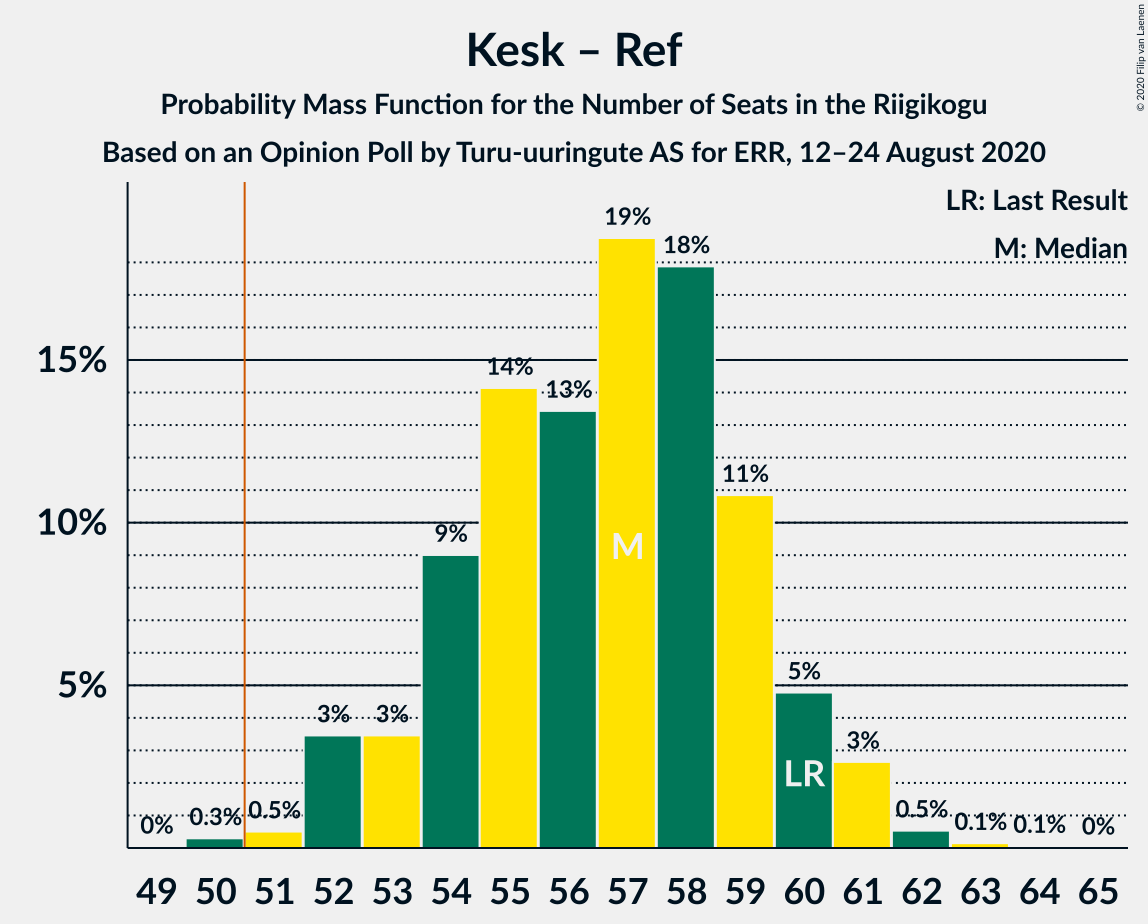 Kesk – Ref
Probability Mass Function for the Number of Seats in the Riigikogu
Based on an Opinion Poll by Turu-uuringute AS for ERR, 12–24 August 2020
© 2020 Filip van Laenen
LR: Last Result
M: Median
15%
10%
5%
0%
0.3%
0.5%
3%
3%
9%
14%
13%
19%
18%
11%
5%
3%
0.5%
0.1%
0.1%
0%
M
LR
49 50 51 52 53 54 55 56 57 58 59 60 61 62 63 64 65